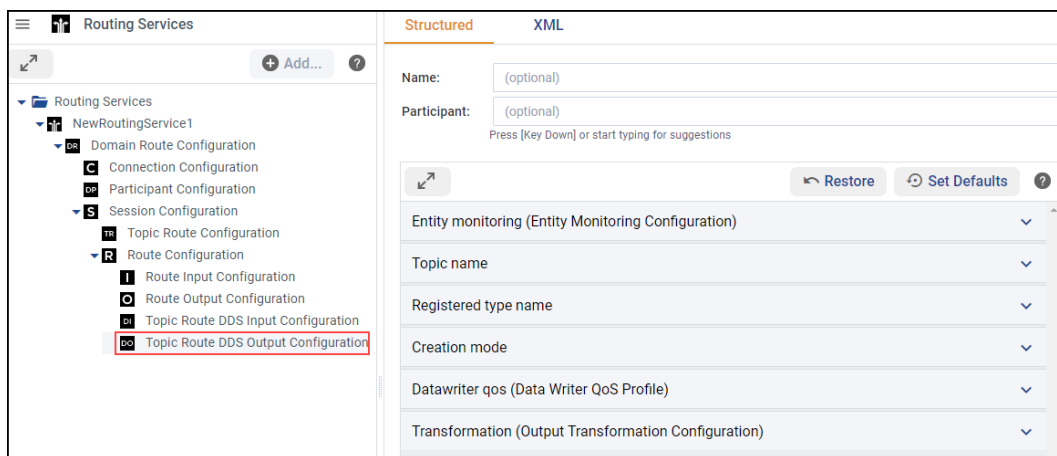 Routing Services
Add...
?
Routing Services
NewRoutingService1
DR Domain Route Configuration
C Connection Configuration
DP Participant Configuration
S Session Configuration
TR Topic Route Configuration
R Route Configuration
I Route Input Configuration
O Route Output Configuration
DI Topic Route DDS Input Configuration
DO Topic Route DDS Output Configuration
Structured XML
Name: (optional)
Participant: (optional)
Press [Key Down] or start typing for suggestions
Restore Set Defaults ?
Entity monitoring (Entity Monitoring Configuration)
Topic name
Registered type name
Creation mode
Datawriter qos (Data Writer QoS Profile)
Transformation (Output Transformation Configuration)